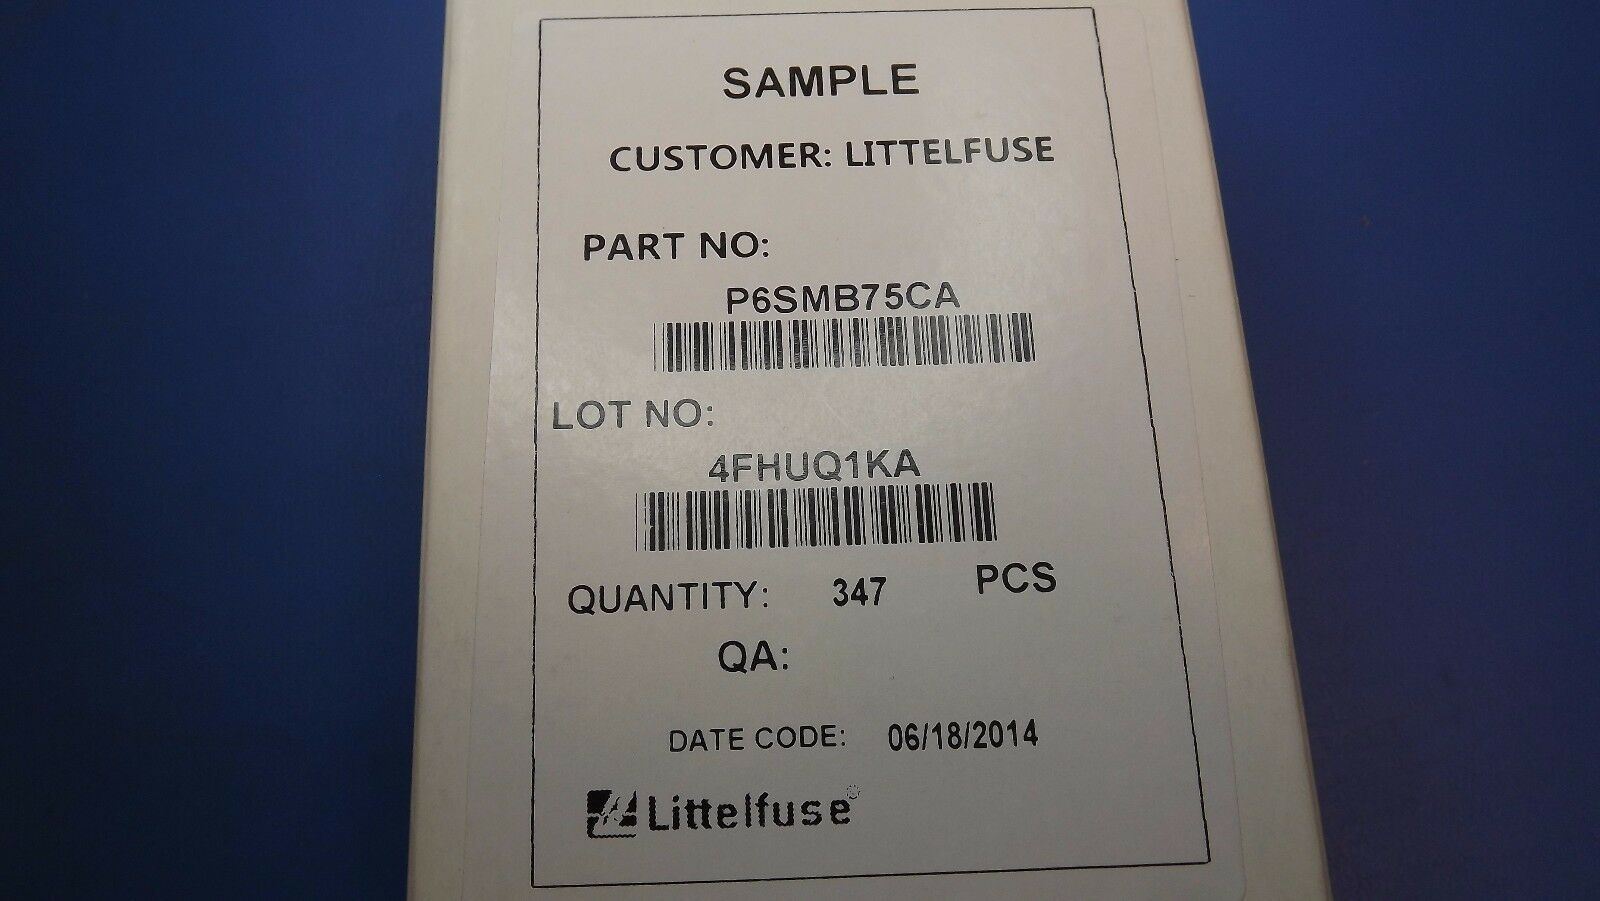 SAMPLE
CUSTOMER: LITTELFUSE
PART NO:
P6SMB75CA
LOT NO:
4FHUQ1KA
QUANTITY: 347 PCS
QA:
DATE CODE: 06/18/2014
Littelfuse®